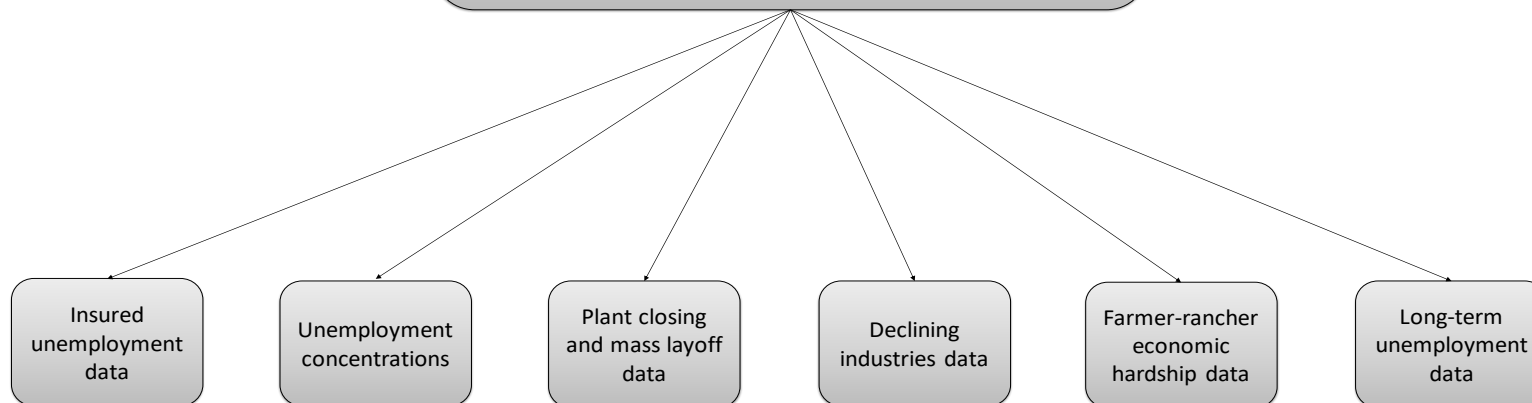 Insured
unemployment
data
Unemployment
concentrations
Plant closing
and mass layoff
data
Declining
industries data
Farmer-rancher
economic
hardship data
Long-term
unemployment
data